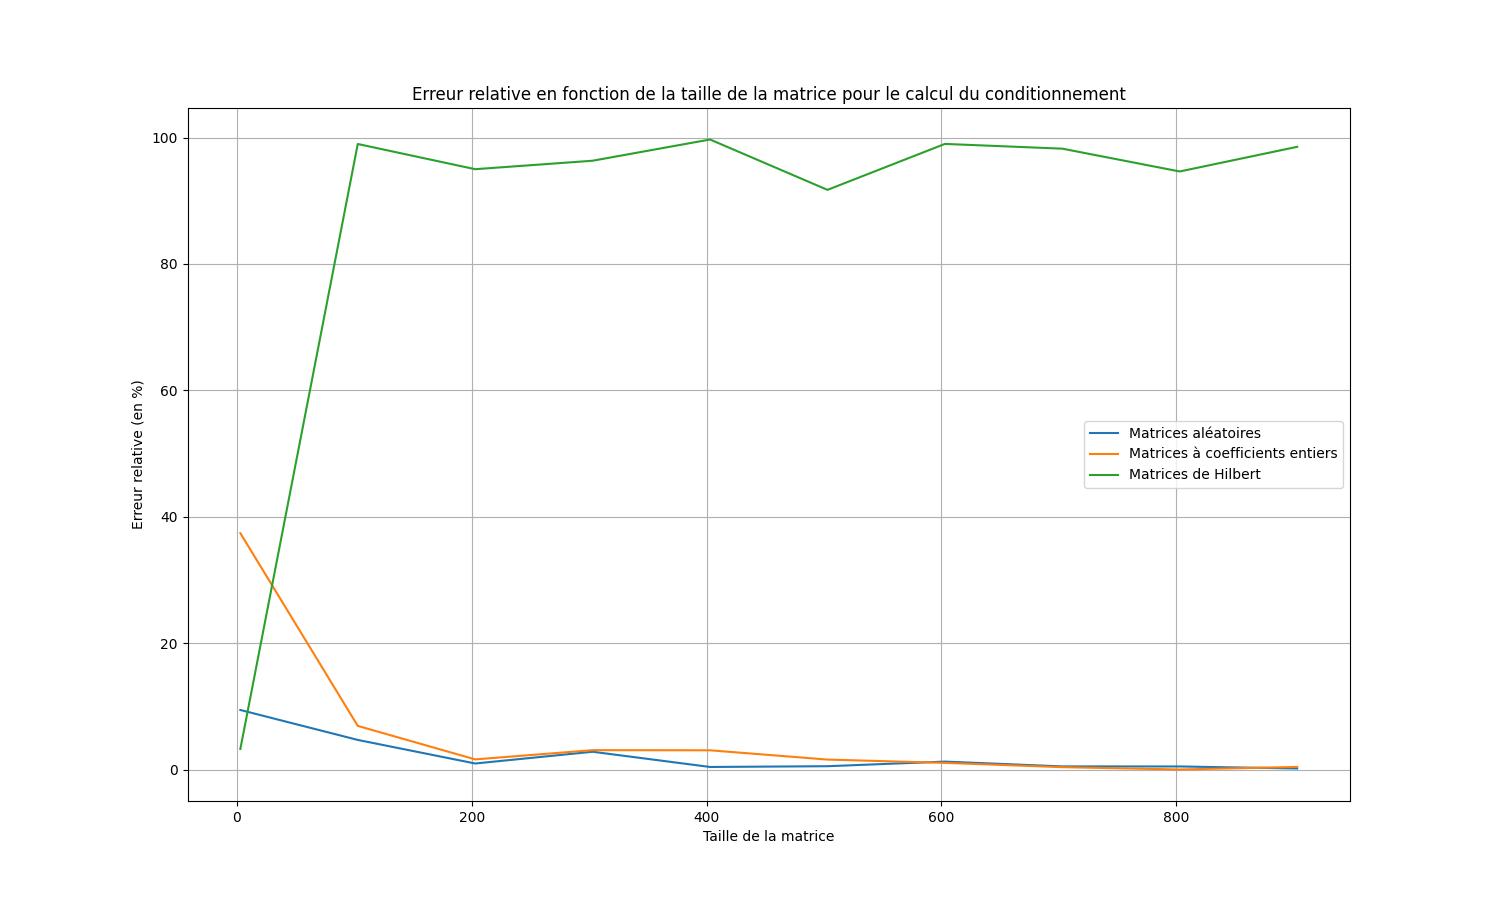 Erreur relative en fonction de la taille de la matrice pour le calcul du conditionnement
100
80
60
40
20
0
Erreur relative (en %)
Matrices aléatoires
Matrices à coefficients entiers
Matrices de Hilbert
0 200 400 600 800
Taille de la matrice